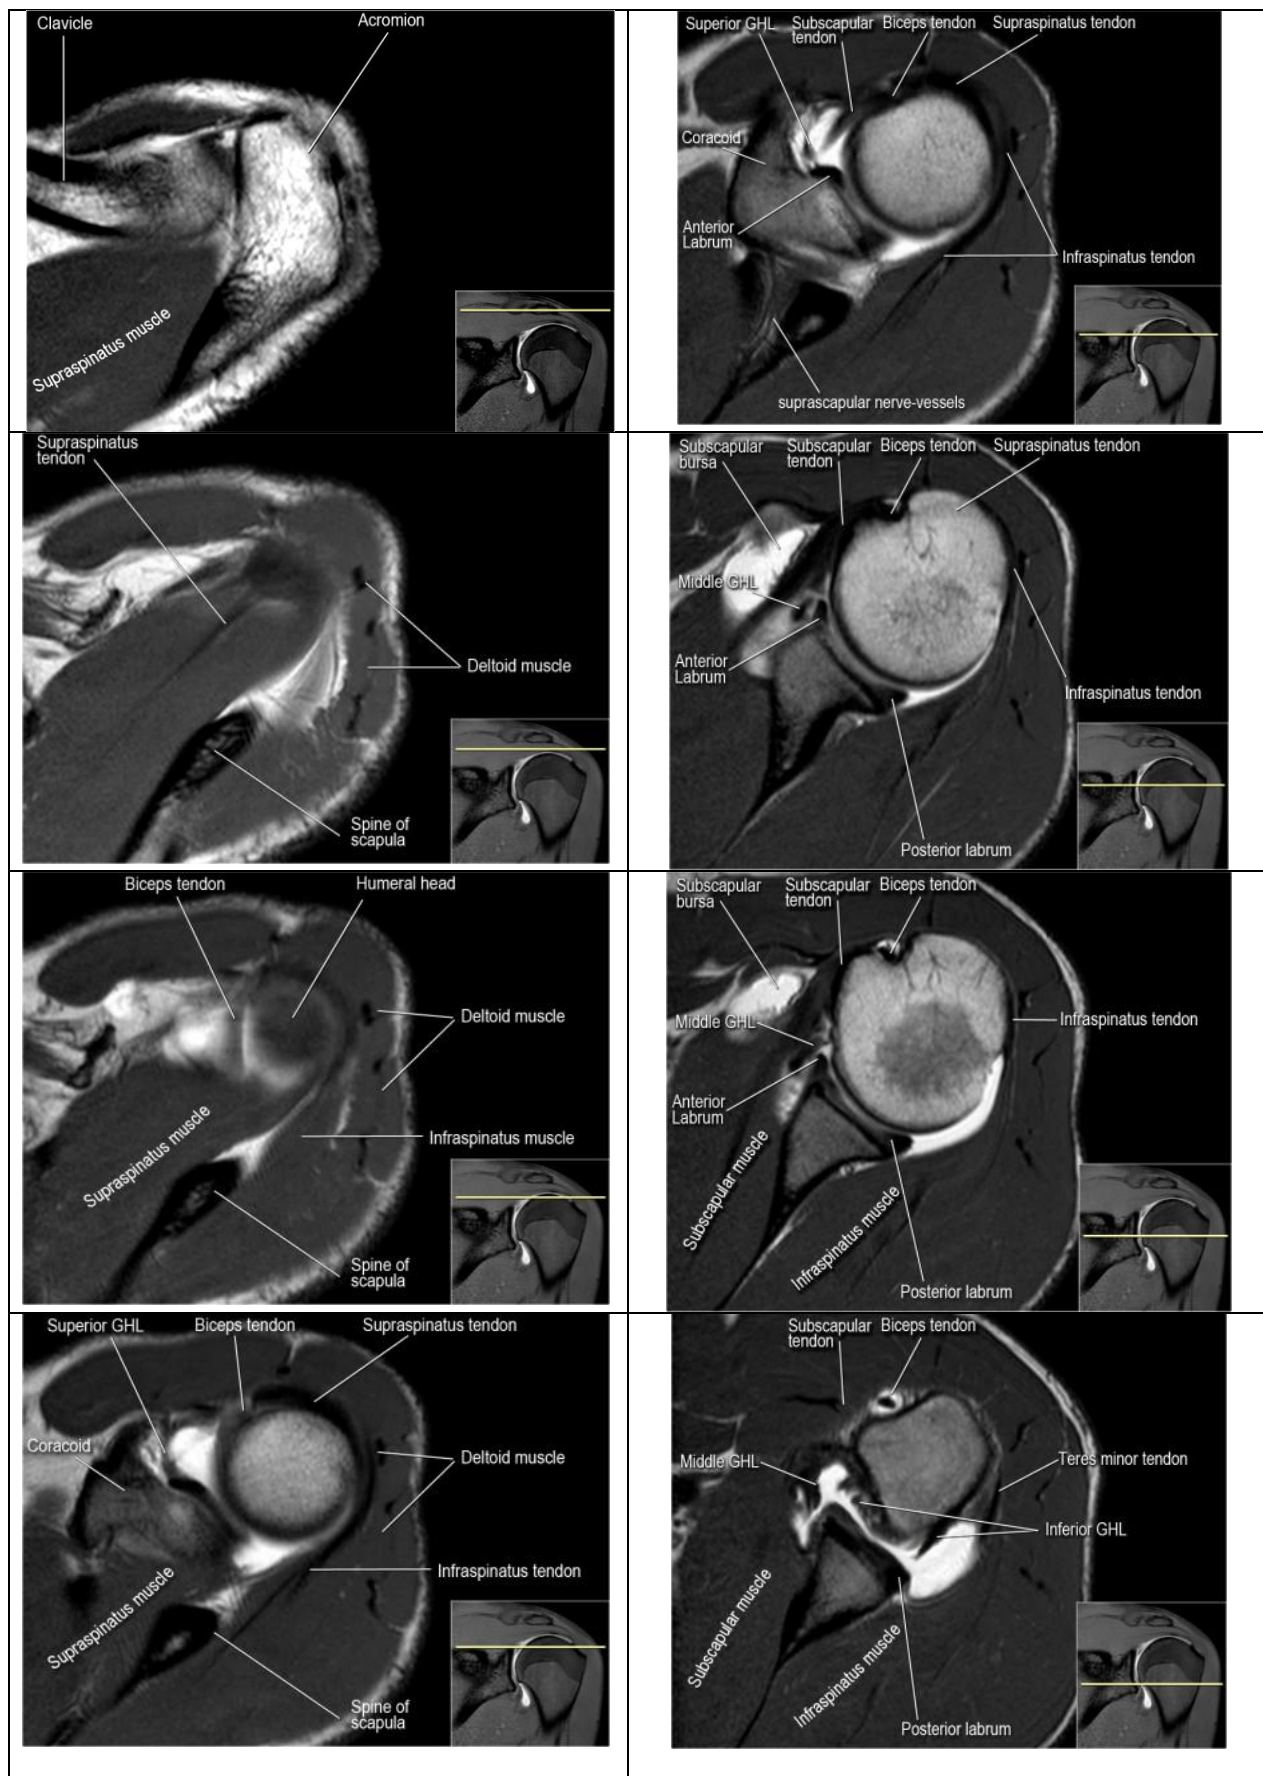 Clavicle
Acromion
Supraspinatus muscle
Superior GHL
Subscapular
tendon
Biceps tendon
Supraspinatus tendon
Coracoid
Anterior
Labrum
Infraspinatus tendon
suprascapular nerve-vessels
Supraspinatus
tendon
Deltoid muscle
Spine of
scapula
Subscapular
bursa
Subscapular
tendon
Biceps tendon
Supraspinatus tendon
Middle GHL
Anterior
Labrum
Infraspinatus tendon
Posterior labrum
Biceps tendon
Humeral head
Deltoid muscle
Supraspinatus muscle
Infraspinatus muscle
Spine of
scapula
Subscapular
bursa
Subscapular
tendon
Biceps tendon
Middle GHL
Infraspinatus tendon
Anterior
Labrum
Subscapular muscle
Infraspinatus muscle
Posterior labrum
Superior GHL
Biceps tendon
Supraspinatus tendon
Coracoid
Deltoid muscle
Infraspinatus tendon
Supraspinatus muscle
Spine of
scapula
Subscapular
tendon
Biceps tendon
Middle GHL
Teres minor tendon
Inferior GHL
Subscapular muscle
Infraspinatus muscle
Posterior labrum